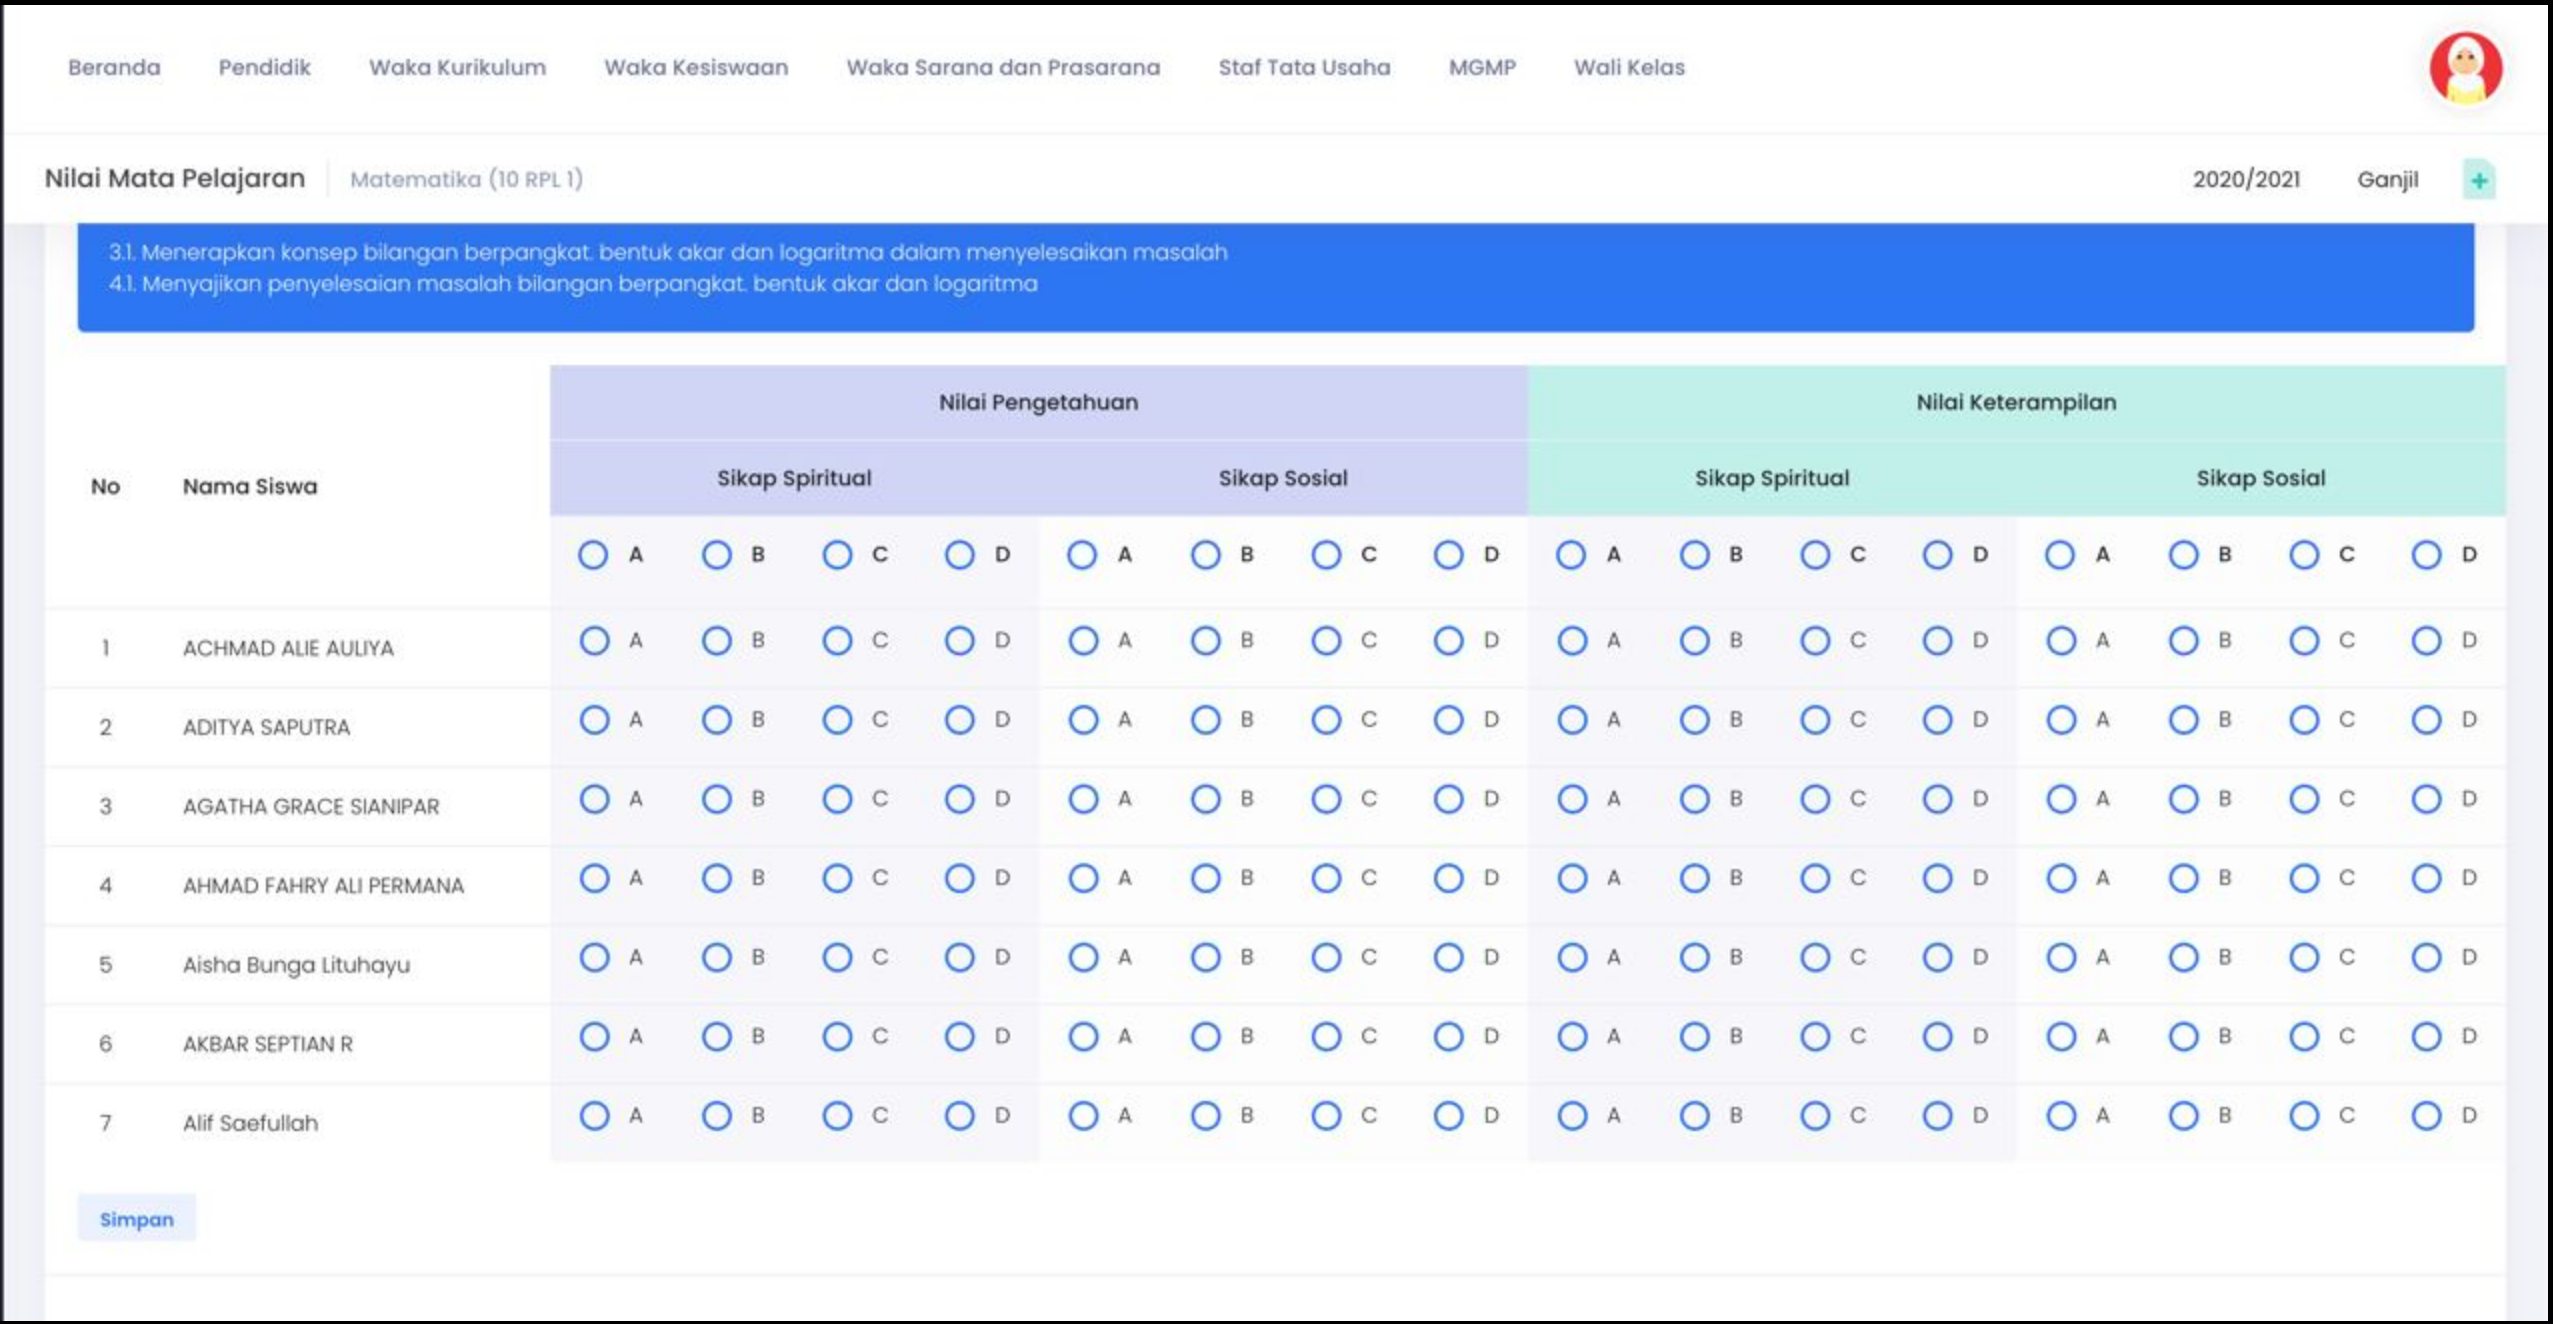 Beranda Pendidik Waka Kurikulum Waka Kesiswaan Waka Sarana dan Prasarana Staf Tata Usaha MGMP Wali Kelas
Nilai Mata Pelajaran Matematika (10 RPL 1) 2020/2021 Ganjil
3.1. Menerapkan konsep bilangan berpangkat. bentuk akar dan logaritma dalam menyelesaikan masalah
4.1. Menyajikan penyelesaian masalah bilangan berpangkat. bentuk akar dan logaritma
Nilai Pengetahuan Nilai Keterampilan
No Nama Siswa Sikap Spiritual Sikap Sosial Sikap Spiritual Sikap Sosial
A B C D A B C D A B C D A B C D
1 ACHMAD ALIE AULIYA A B C D A B C D A B C D A B C D
2 ADITYA SAPUTRA A B C D A B C D A B C D A B C D
3 AGATHA GRACE SIANIPAR A B C D A B C D A B C D A B C D
4 AHMAD FAHRY ALI PERMANA A B C D A B C D A B C D A B C D
5 Aisha Bunga Lituhayu A B C D A B C D A B C D A B C D
6 AKBAR SEPTIAN R A B C D A B C D A B C D A B C D
7 Alif Saefullah A B C D A B C D A B C D A B C D
Simpan